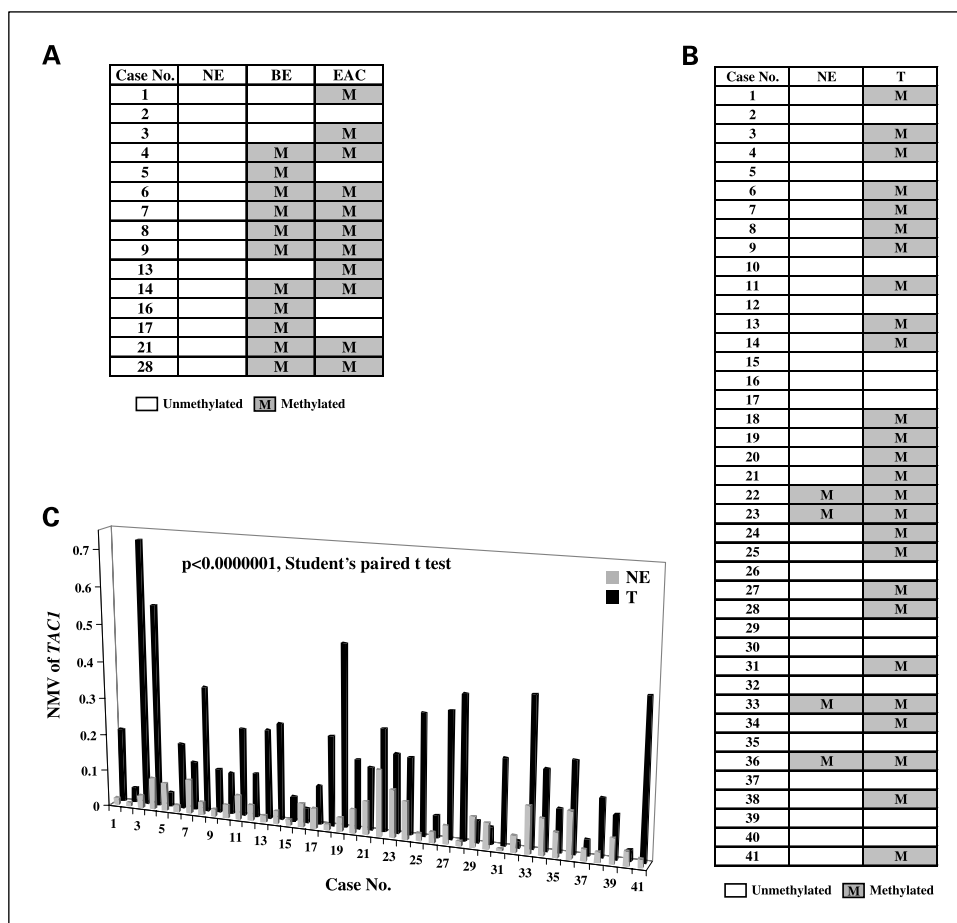 A
Case No. NE BE EAC
1 M
2
3 M
4 M M
5 M
6 M M
7 M M
8 M M
9 M M
13 M
14 M M
16 M
17 M
21 M M
28 M M
Unmethylated M Methylated
B
Case No. NE T
1 M
2
3 M
4 M
5
6 M
7 M
8 M
9 M
10
11 M
12
13 M
14 M
15
16
17
18 M
19 M
20 M
21 M
22 M M
23 M M
24 M
25 M
26
27 M
28 M
29
30
31 M
32
33 M M
34 M
35
36 M M
37
38 M
39
40
41 M
Unmethylated M Methylated
C
p<0.0000001, Student's paired t test
NE
T
NMV of TAC1
0.7
0.6
0.5
0.4
0.3
0.2
0.1
0
1 3 5 7 9 11 13 15 17 19 21 23 25 27 29 31 33 35 37 39 41
Case No.